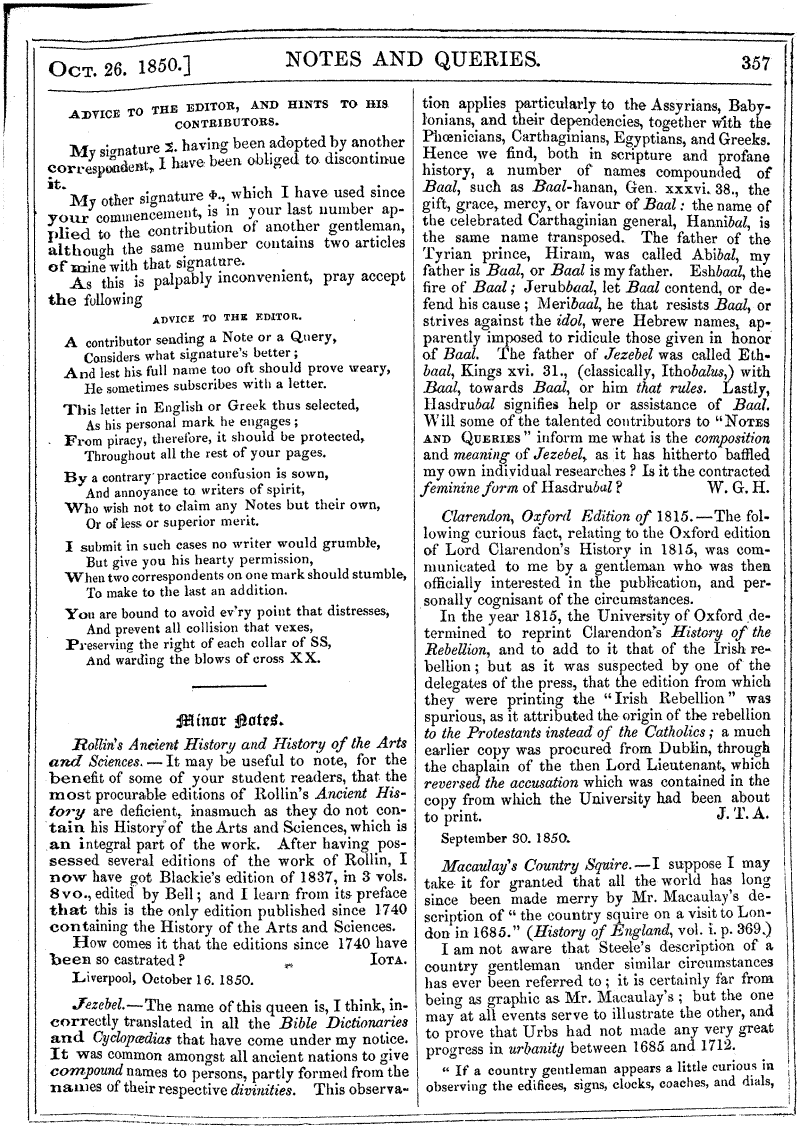 OCT. 26. 1850.]
NOTES AND QUERIES.
357
ADVICE TO THE EDITOR, AND HINTS TO HIS
CONTRIBUTORS.
My signature Σ. having been adopted by another
correspondent, I have been obliged to discontinue
it.
My other signature Φ., which I have used since
your commencement, is in your last number ap-
plied to the contribution of another gentleman,
although the same number contains two articles
of mine with that signature.
As this is palpably inconvenient, pray accept
the following
ADVICE TO THE EDITOR.
A contributor sending a Note or a Query,
Considers what signature's better;
And lest his full name too oft should prove weary,
He sometimes subscribes with a letter.
This letter in English or Greek thus selected,
As his personal mark he engages;
From piracy, therefore, it should be protected,
Throughout all the rest of your pages.
By a contrary practice confusion is sown,
And annoyance to writers of spirit,
Who wish not to claim any Notes but their own,
Or of less or superior merit.
I submit in such cases no writer would grumble,
But give you his hearty permission,
When two correspondents on one mark should stumble,
To make to the last an addition.
You are bound to avoid ev'ry point that distresses,
And prevent all collision that vexes,
Preserving the right of each collar of SS,
And warding the blows of cross XX.
Minor Notes.
Rollin's Ancient History and History of the Arts
and Sciences. — It may be useful to note, for the
benefit of some of your student readers, that the
most procurable editions of Rollin's Ancient His-
tory are deficient, inasmuch as they do not con-
tain his History of the Arts and Sciences, which is
an integral part of the work. After having pos-
sessed several editions of the work of Rollin, I
now have got Blackie's edition of 1837, in 3 vols.
8vo., edited by Bell; and I learn from its preface
that this is the only edition published since 1740
containing the History of the Arts and Sciences.
How comes it that the editions since 1740 have
been so castrated? IOTA.
Liverpool, October 16. 1850.
Jezebel.—The name of this queen is, I think, in-
correctly translated in all the Bible Dictionaries
and Cyclopædias that have come under my notice.
It was common amongst all ancient nations to give
compound names to persons, partly formed from the
names of their respective divinities. This observa-
tion applies particularly to the Assyrians, Baby-
lonians, and their dependencies, together with the
Phœnicians, Carthaginians, Egyptians, and Greeks.
Hence we find, both in scripture and profane
history, a number of names compounded of
Baal, such as Baal-hanan, Gen. xxxvi. 38., the
gift, grace, mercy, or favour of Baal: the name of
the celebrated Carthaginian general, Hannibal, is
the same name transposed. The father of the
Tyrian prince, Hiram, was called Abibal, my
father is Baal, or Baal is my father. Eshbaal, the
fire of Baal; Jerubbaal, let Baal contend, or de-
fend his cause; Meribaal, he that resists Baal, or
strives against the idol, were Hebrew names, ap-
parently imposed to ridicule those given in honor
of Baal. The father of Jezebel was called Eth-
baal, Kings xvi. 31., (classically, Ithobalus,) with
Baal, towards Baal, or him that rules. Lastly,
Hasdrubal signifies help or assistance of Baal.
Will some of the talented contributors to "NOTES
AND QUERIES" inform me what is the composition
and meaning of Jezebel, as it has hitherto baffled
my own individual researches? Is it the contracted
feminine form of Hasdrubal? W. G. H.
Clarendon, Oxford Edition of 1815.—The fol-
lowing curious fact, relating to the Oxford edition
of Lord Clarendon's History in 1815, was com-
municated to me by a gentleman who was then
officially interested in the publication, and per-
sonally cognisant of the circumstances.
In the year 1815, the University of Oxford de-
termined to reprint Clarendon's History of the
Rebellion, and to add to it that of the Irish re-
bellion; but as it was suspected by one of the
delegates of the press, that the edition from which
they were printing the "Irish Rebellion" was
spurious, as it attributed the origin of the rebellion
to the Protestants instead of the Catholics; a much
earlier copy was procured from Dublin, through
the chaplain of the then Lord Lieutenant, which
reversed the accusation which was contained in the
copy from which the University had been about
to print. J. T. A.
September 30. 1850.
Macaulay's Country Squire.—I suppose I may
take it for granted that all the world has long
since been made merry by Mr. Macaulay's de-
scription of "the country squire on a visit to Lon-
don in 1685." (History of England, vol. i. p. 369.)
I am not aware that Steele's description of a
country gentleman under similar circumstances
has ever been referred to; it is certainly far from
being as graphic as Mr. Macaulay's; but the one
may at all events serve to illustrate the other, and
to prove that Urbs had not made any very great
progress in urbanity between 1685 and 1712.
"If a country gentleman appears a little curious in
observing the edifices, signs, clocks, coaches, and dials,